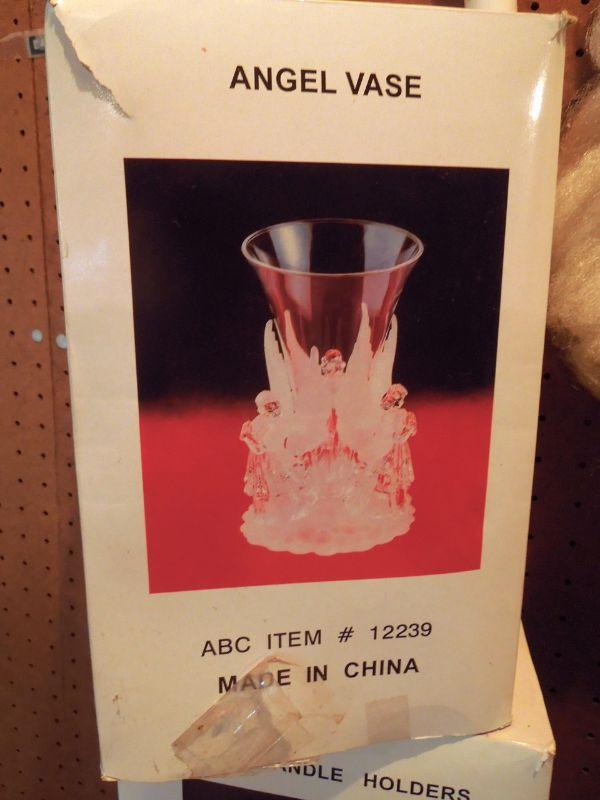 ANGEL VASE
ABC ITEM # 12239
MADE IN CHINA
HOLDERS